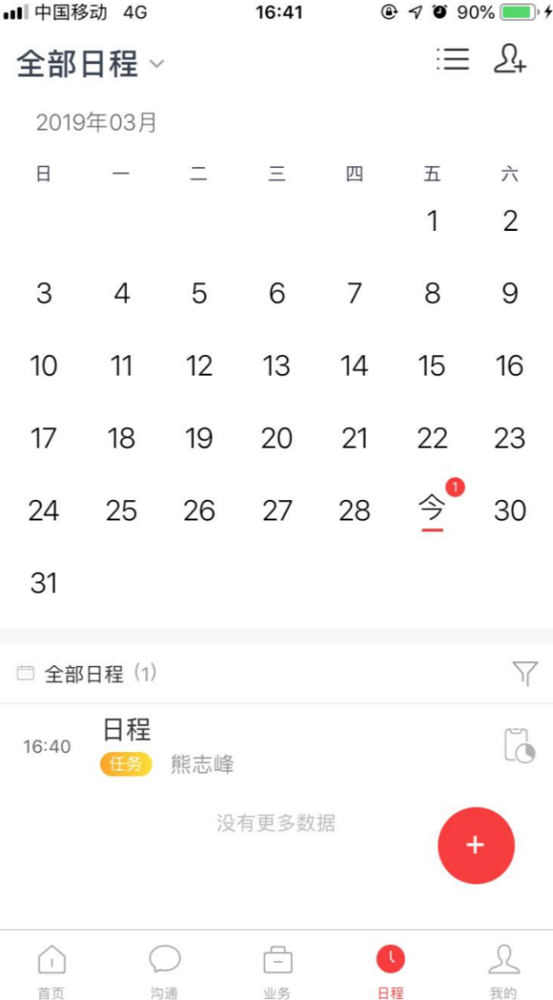 中国移动 4G 16:41 90%
全部日程
2019年03月
日 一 二 三 四 五 六
1 2
3 4 5 6 7 8 9
10 11 12 13 14 15 16
17 18 19 20 21 22 23
24 25 26 27 28 今 1 30
31
全部日程 (1)
日程
16:40
任务 熊志峰
没有更多数据
+
首页 沟通 业务 日程 我的